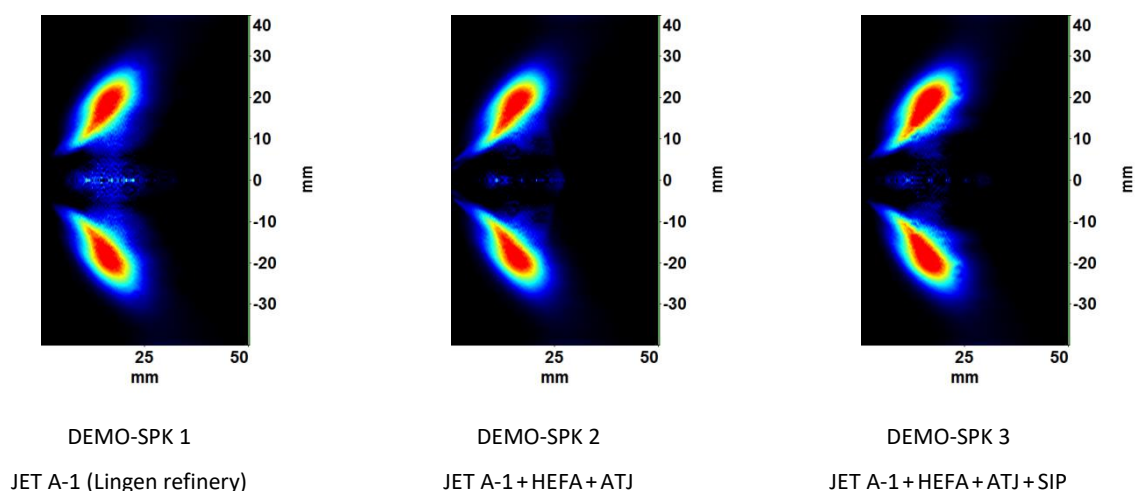 40
30
20
10
0
-10
-20
-30
mm
25 50
mm
DEMO-SPK 1
JET A-1 (Lingen refinery)
40
30
20
10
0
-10
-20
-30
mm
25 50
mm
DEMO-SPK 2
JET A-1+HEFA+ATJ
40
30
20
10
0
-10
-20
-30
mm
25 50
mm
DEMO-SPK 3
JET A-1+HEFA+ATJ+SIP